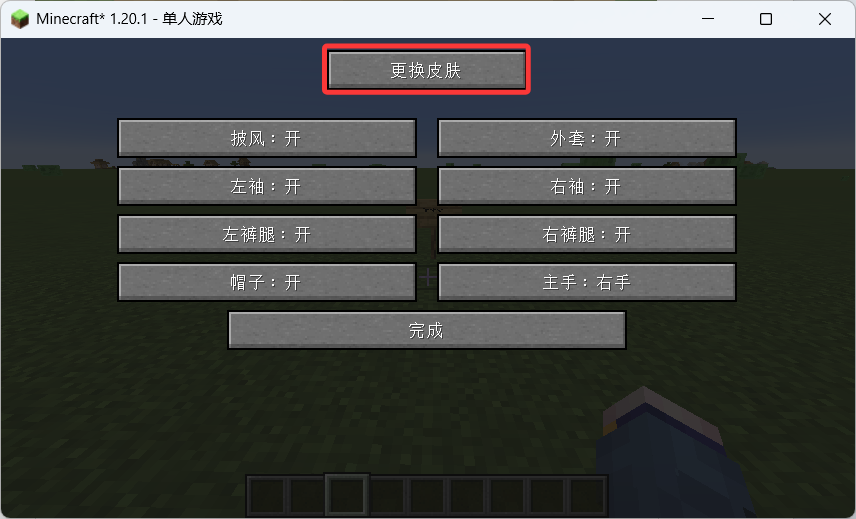 Minecraft* 1.20.1 - 单人游戏
更换皮肤
披风：开
外套：开
左袖：开
右袖：开
左裤腿：开
右裤腿：开
帽子：开
主手：右手
完成